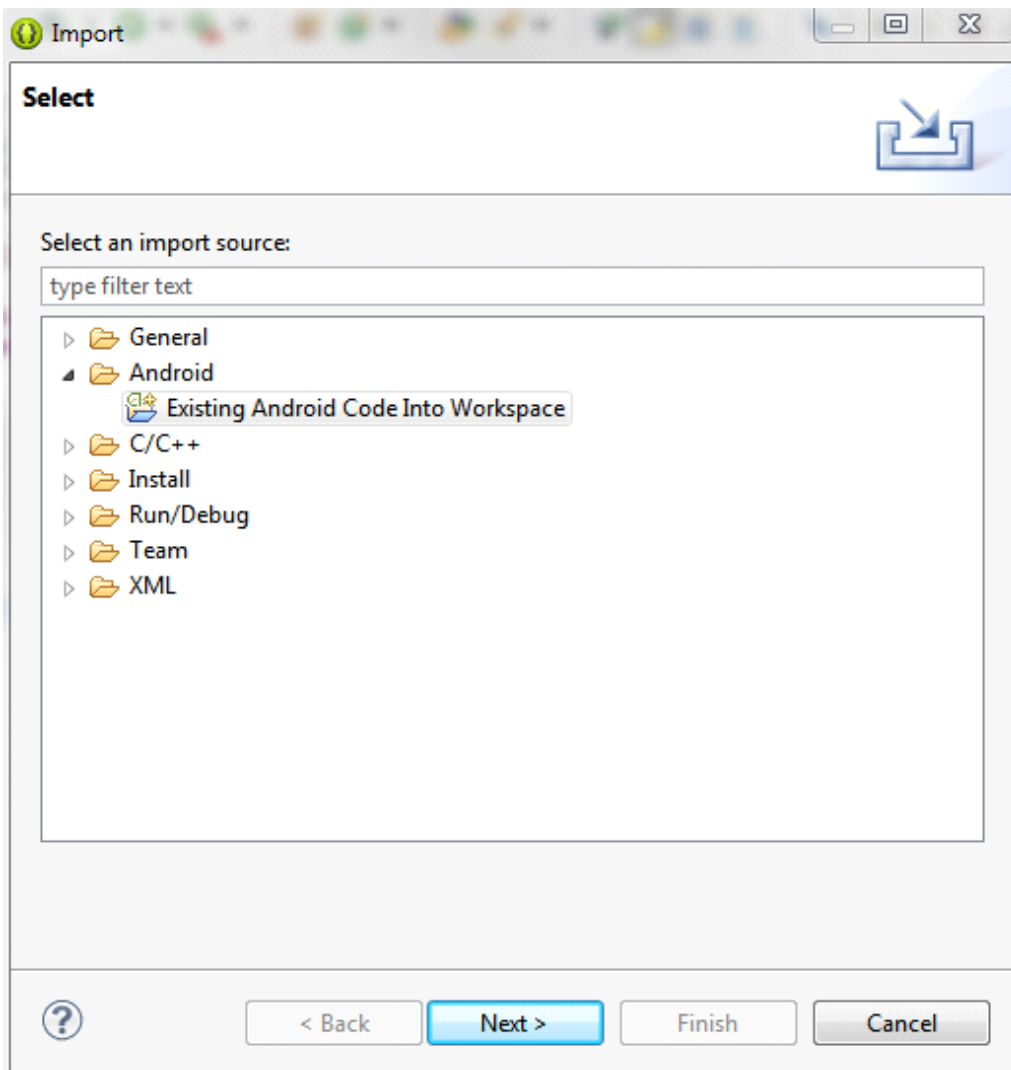 Import
Select
Select an import source:
type filter text
General
Android
Existing Android Code Into Workspace
C/C++
Install
Run/Debug
Team
XML
?
< Back
Next >
Finish
Cancel